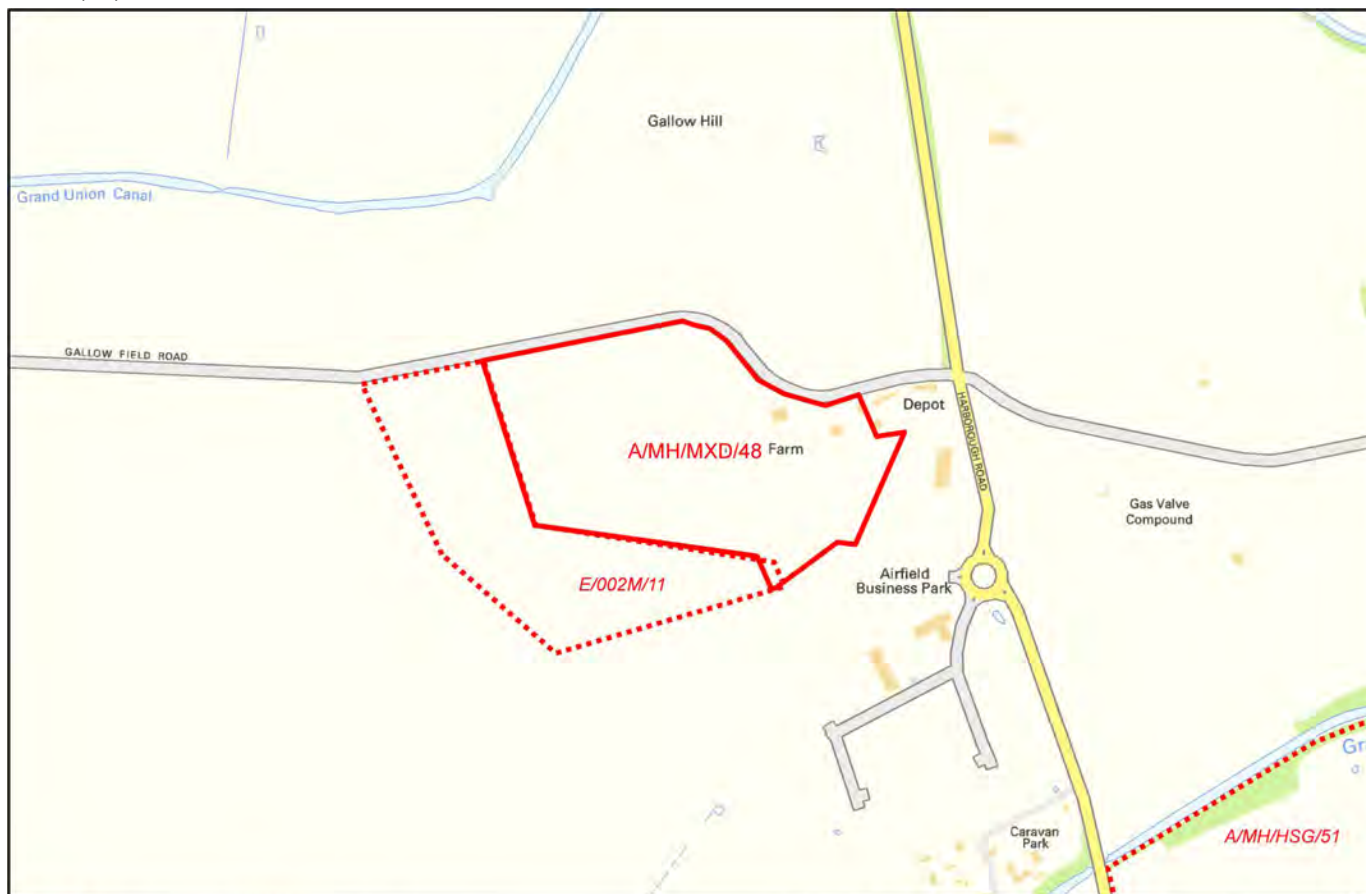 Gallow Hill
Grand Union Canal
GALLOW FIELD ROAD
HARBOROUGH ROAD
Depot
A/MH/MXD/48
Farm
Gas Valve
Compound
E/002M/11
Airfield
Business Park
Gr
Caravan
Park
A/MH/HSG/51